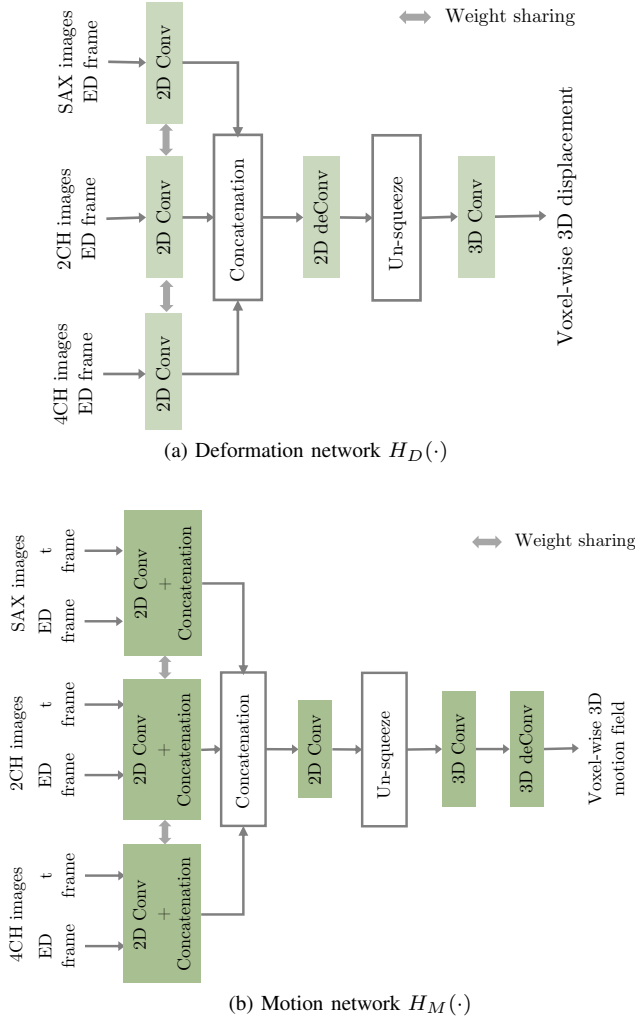 Weight sharing
SAX images
ED frame
2D Conv
2CH images
ED frame
2D Conv
4CH images
ED frame
2D Conv
Concatenation
2D deConv
Un-squeeze
3D Conv
Voxel-wise 3D displacement
(a) Deformation network H_D(·)
Weight sharing
SAX images
t
frame
ED
frame
2D Conv
+
Concatenation
2CH images
t
frame
ED
frame
2D Conv
+
Concatenation
4CH images
t
frame
ED
frame
2D Conv
+
Concatenation
Concatenation
2D Conv
Un-squeeze
3D Conv
3D deConv
Voxel-wise 3D
motion field
(b) Motion network H_M(·)